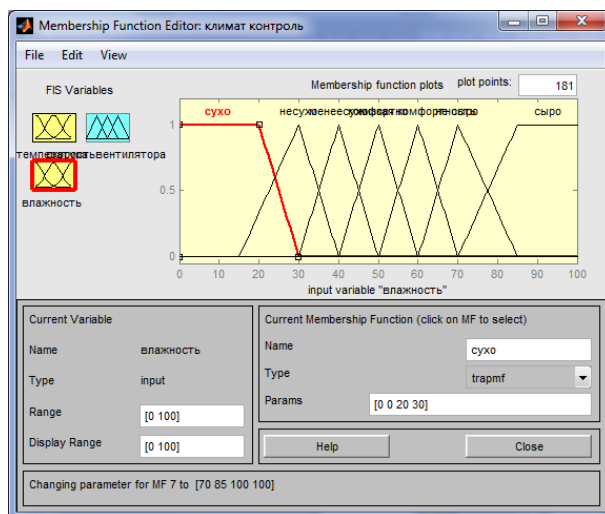 Membership Function Editor: климат контроль
File Edit View
FIS Variables
Membership function plots plot points: 181
температура
скорость вентилятора
влажность
сухо несухо сыро
1
0.5
0
0 10 20 30 40 50 60 70 80 90 100
input variable "влажность"
Current Variable
Name влажность
Type input
Range [0 100]
Display Range [0 100]
Current Membership Function (click on MF to select)
Name сухо
Type trapmf
Params [0 0 20 30]
Help Close
Changing parameter for MF 7 to [70 85 100 100]